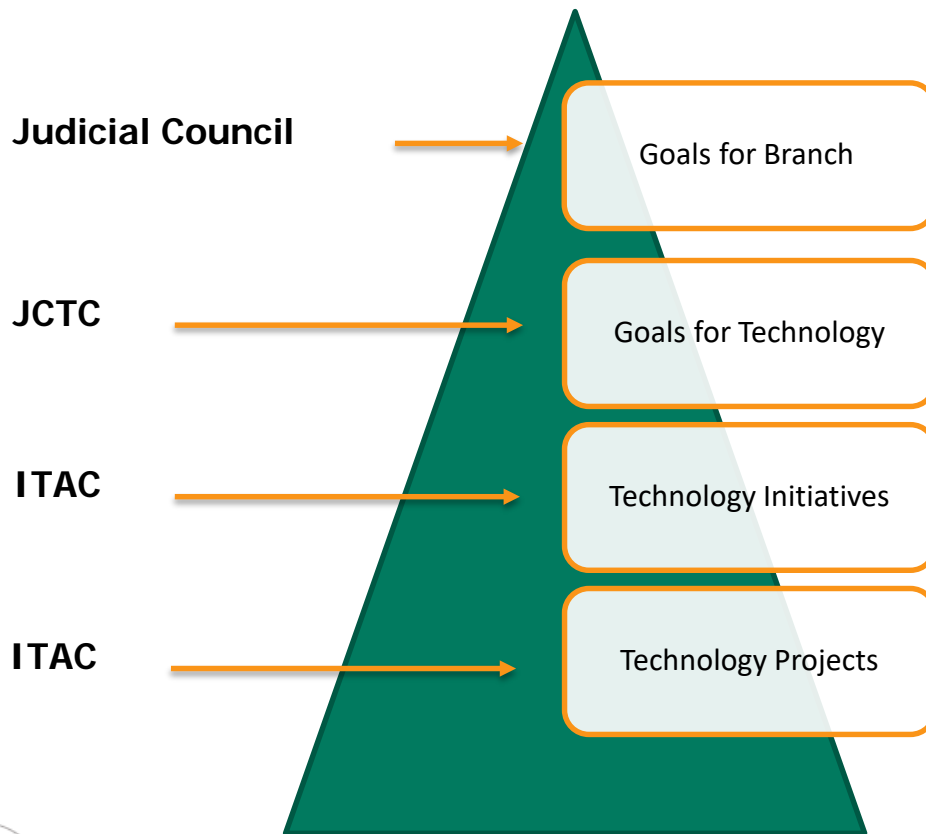 Judicial Council
Goals for Branch
JCTC
Goals for Technology
ITAC
Technology Initiatives
ITAC
Technology Projects